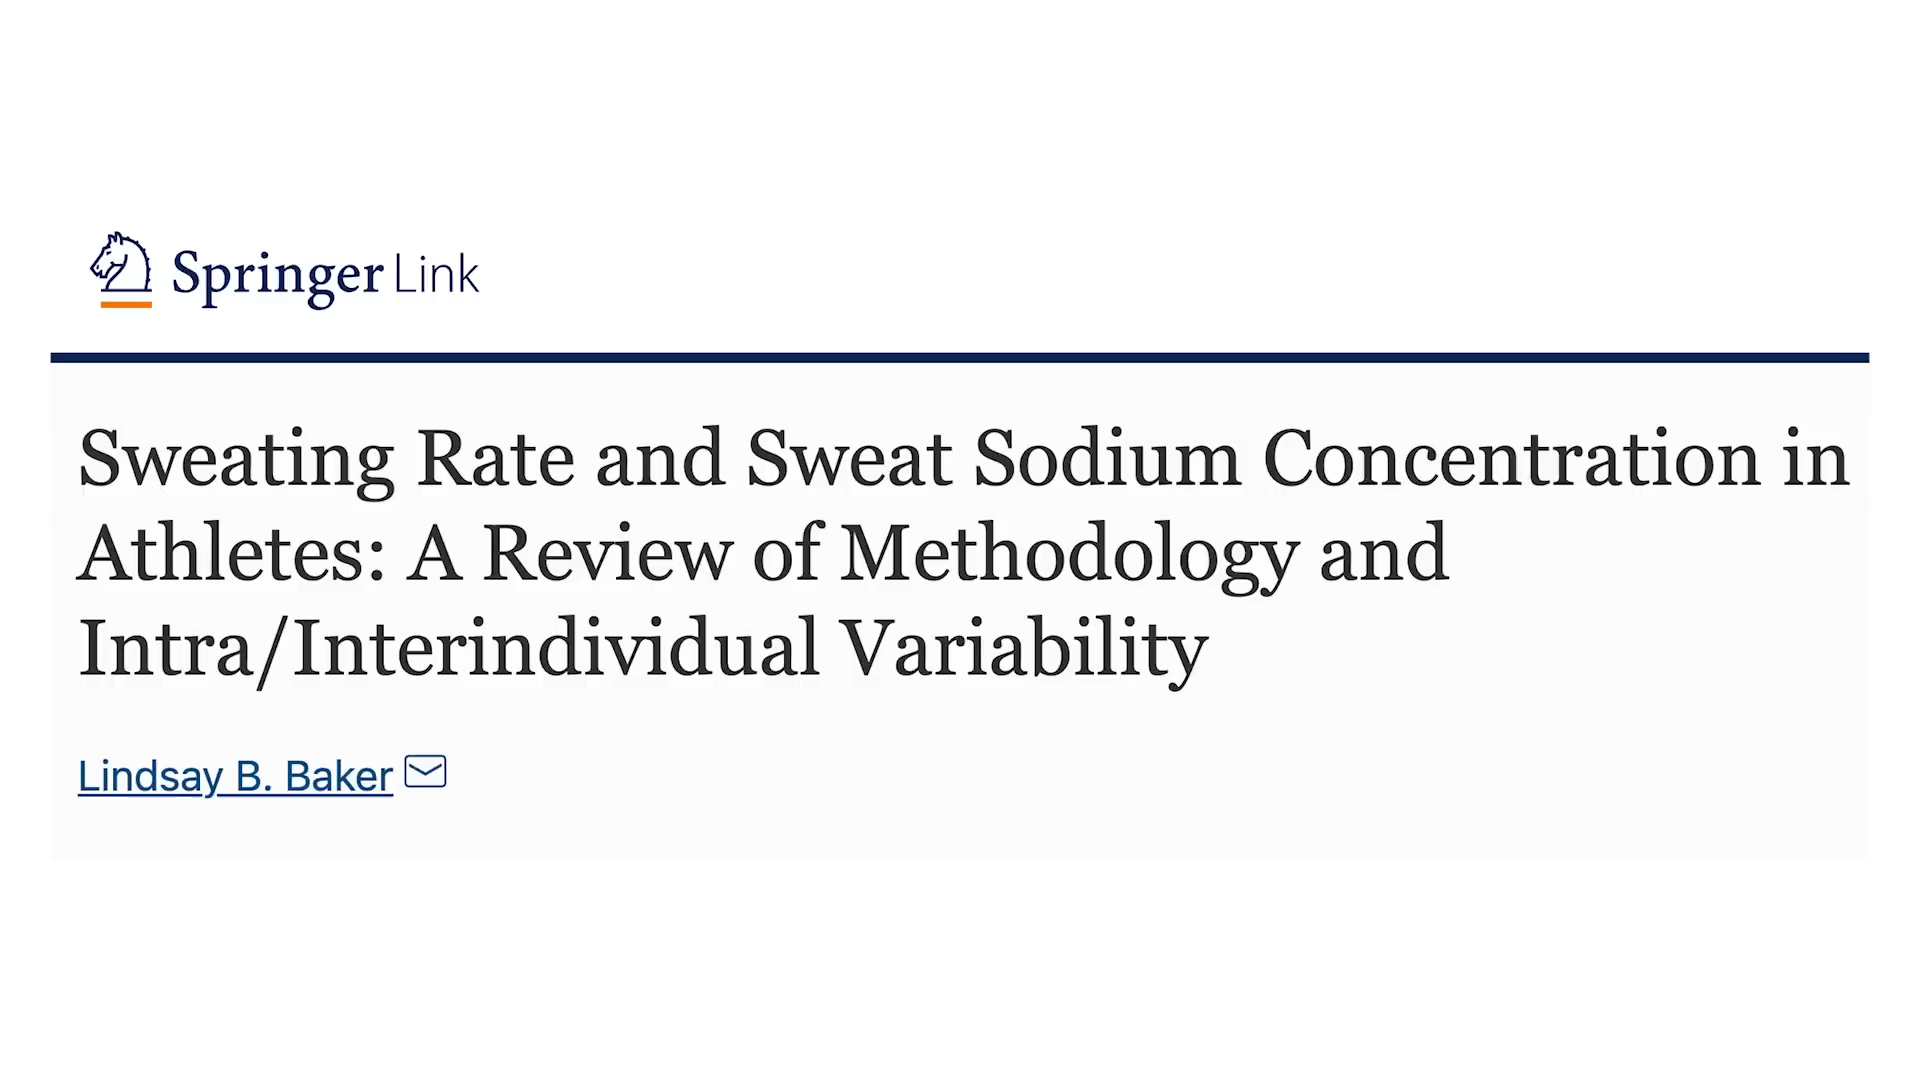 Springer Link
Sweating Rate and Sweat Sodium Concentration in
Athletes: A Review of Methodology and
Intra/Interindividual Variability
Lindsay B. Baker